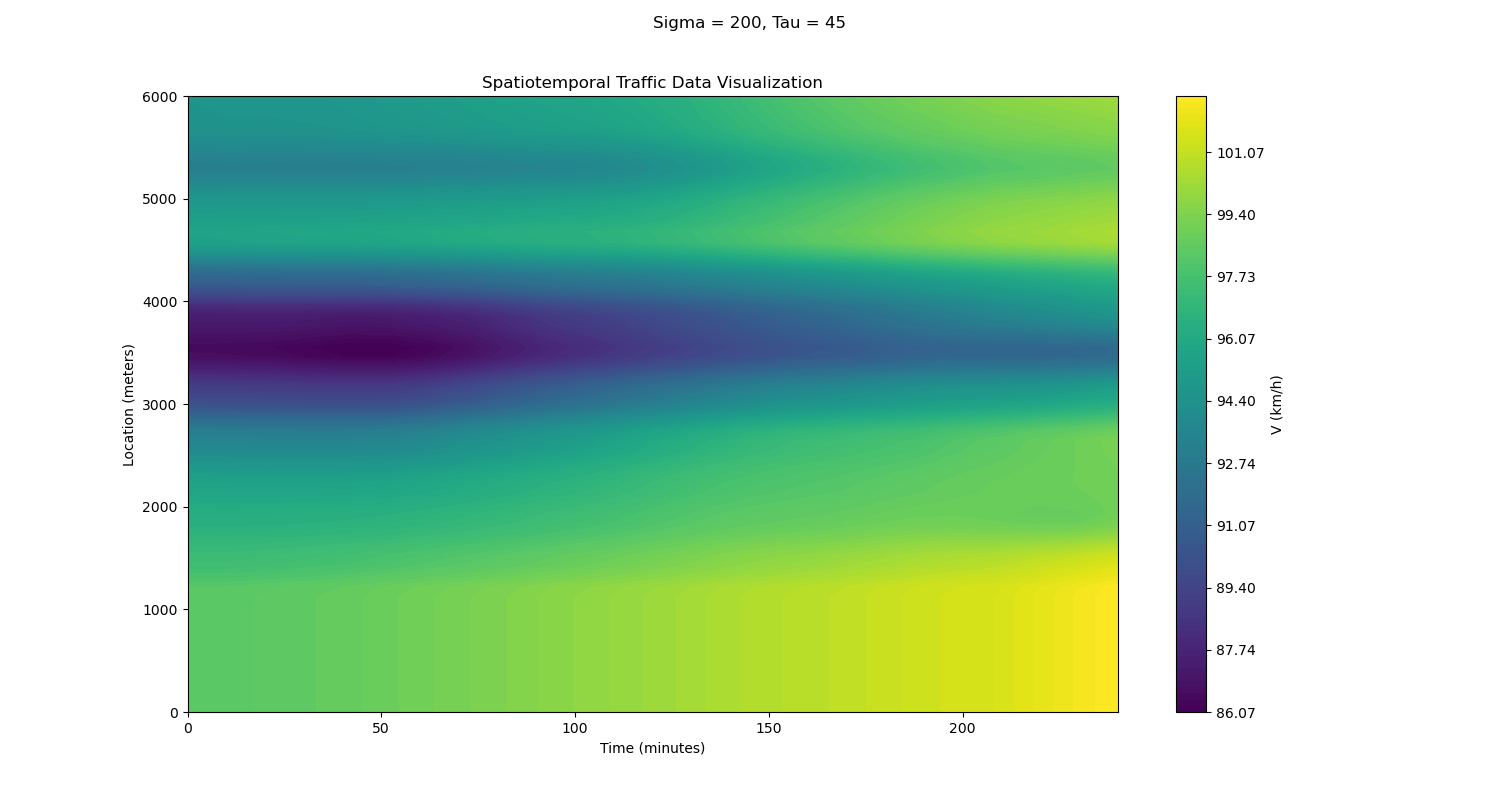 Sigma = 200, Tau = 45
Spatiotemporal Traffic Data Visualization
6000
5000
4000
3000
2000
1000
0
Location (meters)
0 50 100 150 200
Time (minutes)
101.07
99.40
97.73
96.07
94.40
92.74
91.07
89.40
87.74
86.07
V (km/h)